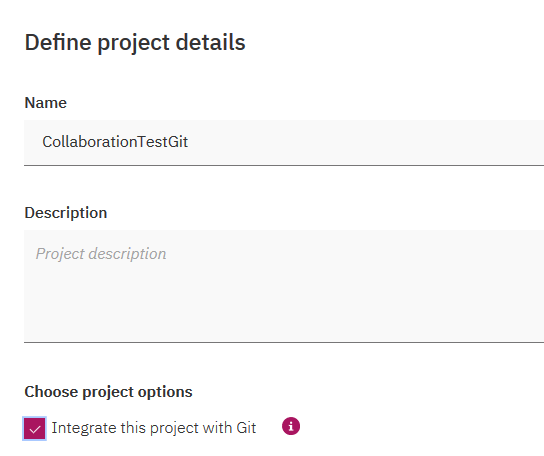 Define project details
Name
CollaborationTestGit
Description
Project description
Choose project options
Integrate this project with Git